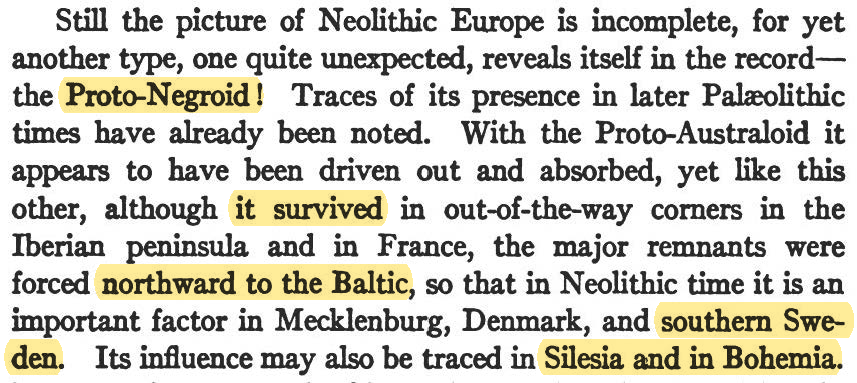 Still the picture of Neolithic Europe is incomplete, for yet
another type, one quite unexpected, reveals itself in the record—
the Proto-Negroid! Traces of its presence in later Palæolithic
times have already been noted. With the Proto-Australoid it
appears to have been driven out and absorbed, yet like this
other, although it survived in out-of-the-way corners in the
Iberian peninsula and in France, the major remnants were
forced northward to the Baltic, so that in Neolithic time it is an
important factor in Mecklenburg, Denmark, and southern Swe-
den. Its influence may also be traced in Silesia and in Bohemia.